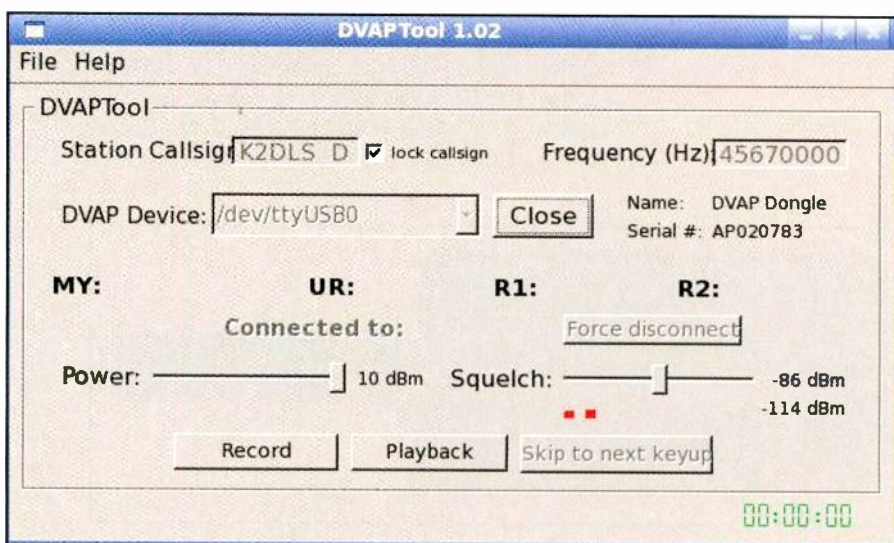 DVAPTool 1.02
File Help
DVAPTool
Station Callsign K2DLS D lock callsign Frequency (Hz): 45670000
DVAP Device: /dev/ttyUSB0 Close Name: DVAP Dongle
Serial #: AP020783
MY: UR: R1: R2:
Connected to: Force disconnect
Power: 10 dBm Squelch: -86 dBm
-114 dBm
Record Playback Skip to next keyup
00:00:00